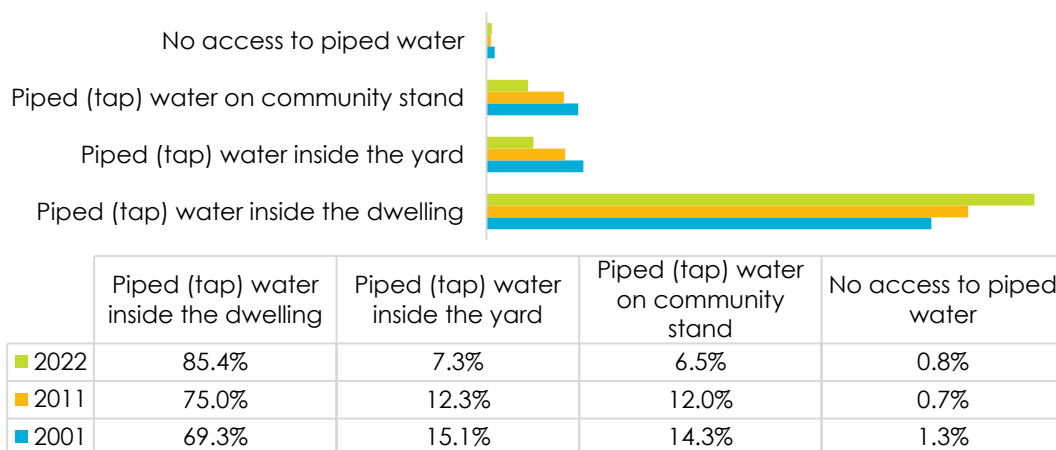 No access to piped water
Piped (tap) water on community stand
Piped (tap) water inside the yard
Piped (tap) water inside the dwelling
Piped (tap) water inside the dwelling
Piped (tap) water inside the yard
Piped (tap) water on community stand
No access to piped water
2022 85.4% 7.3% 6.5% 0.8%
2011 75.0% 12.3% 12.0% 0.7%
2001 69.3% 15.1% 14.3% 1.3%